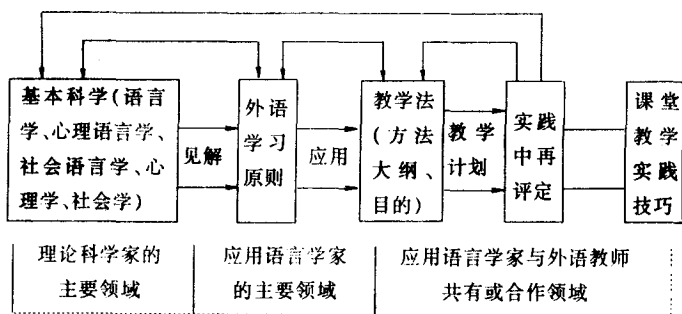 基本科学(语言
学、心理语言学、
社会语言学、心
理学、社会学)
见解
外语
学习
原则
应用
教学法
(方法
大纲、
目的)
教学
计划
实践
中再
评定
课堂
教学
实践
技巧
理论科学家的
主要领域
应用语言学家
的主要领域
应用语言学家与外语教师
共有或合作领域